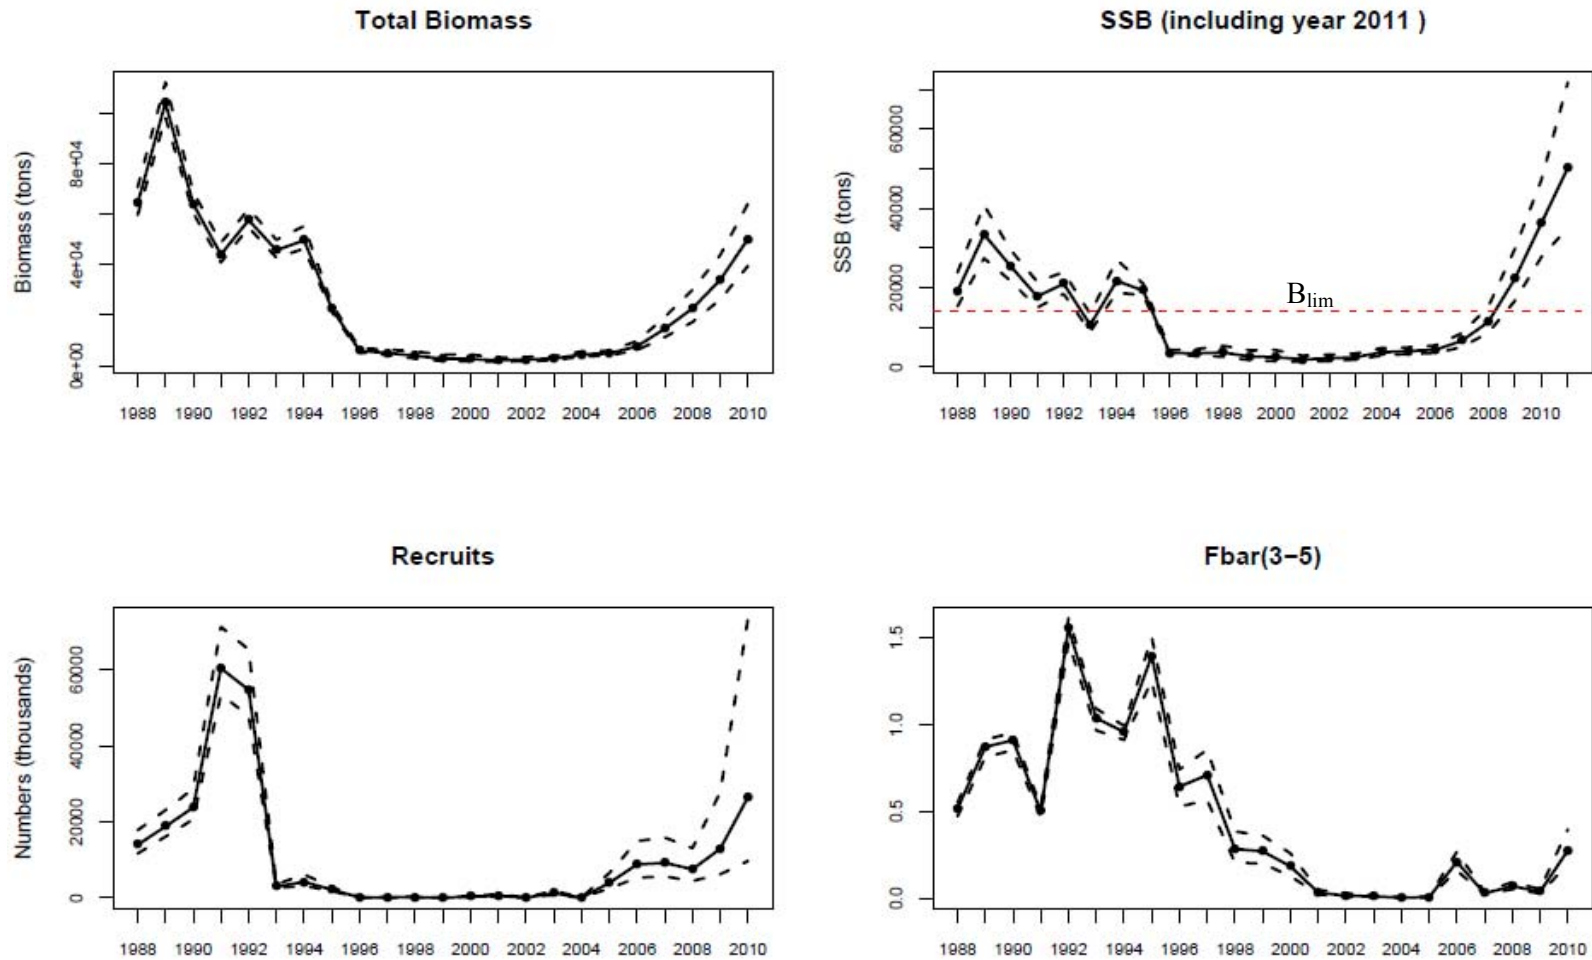 Total Biomass
Biomass (tons)
8e+04
4e+04
0e+00
1988 1990 1992 1994 1996 1998 2000 2002 2004 2006 2008 2010
SSB (including year 2011 )
SSB (tons)
60000
40000
20000
0
Blim
1988 1990 1992 1994 1996 1998 2000 2002 2004 2006 2008 2010
Recruits
Numbers (thousands)
60000
40000
20000
0
1988 1990 1992 1994 1996 1998 2000 2002 2004 2006 2008 2010
Fbar(3−5)
1.5
1.0
0.5
0.0
1988 1990 1992 1994 1996 1998 2000 2002 2004 2006 2008 2010